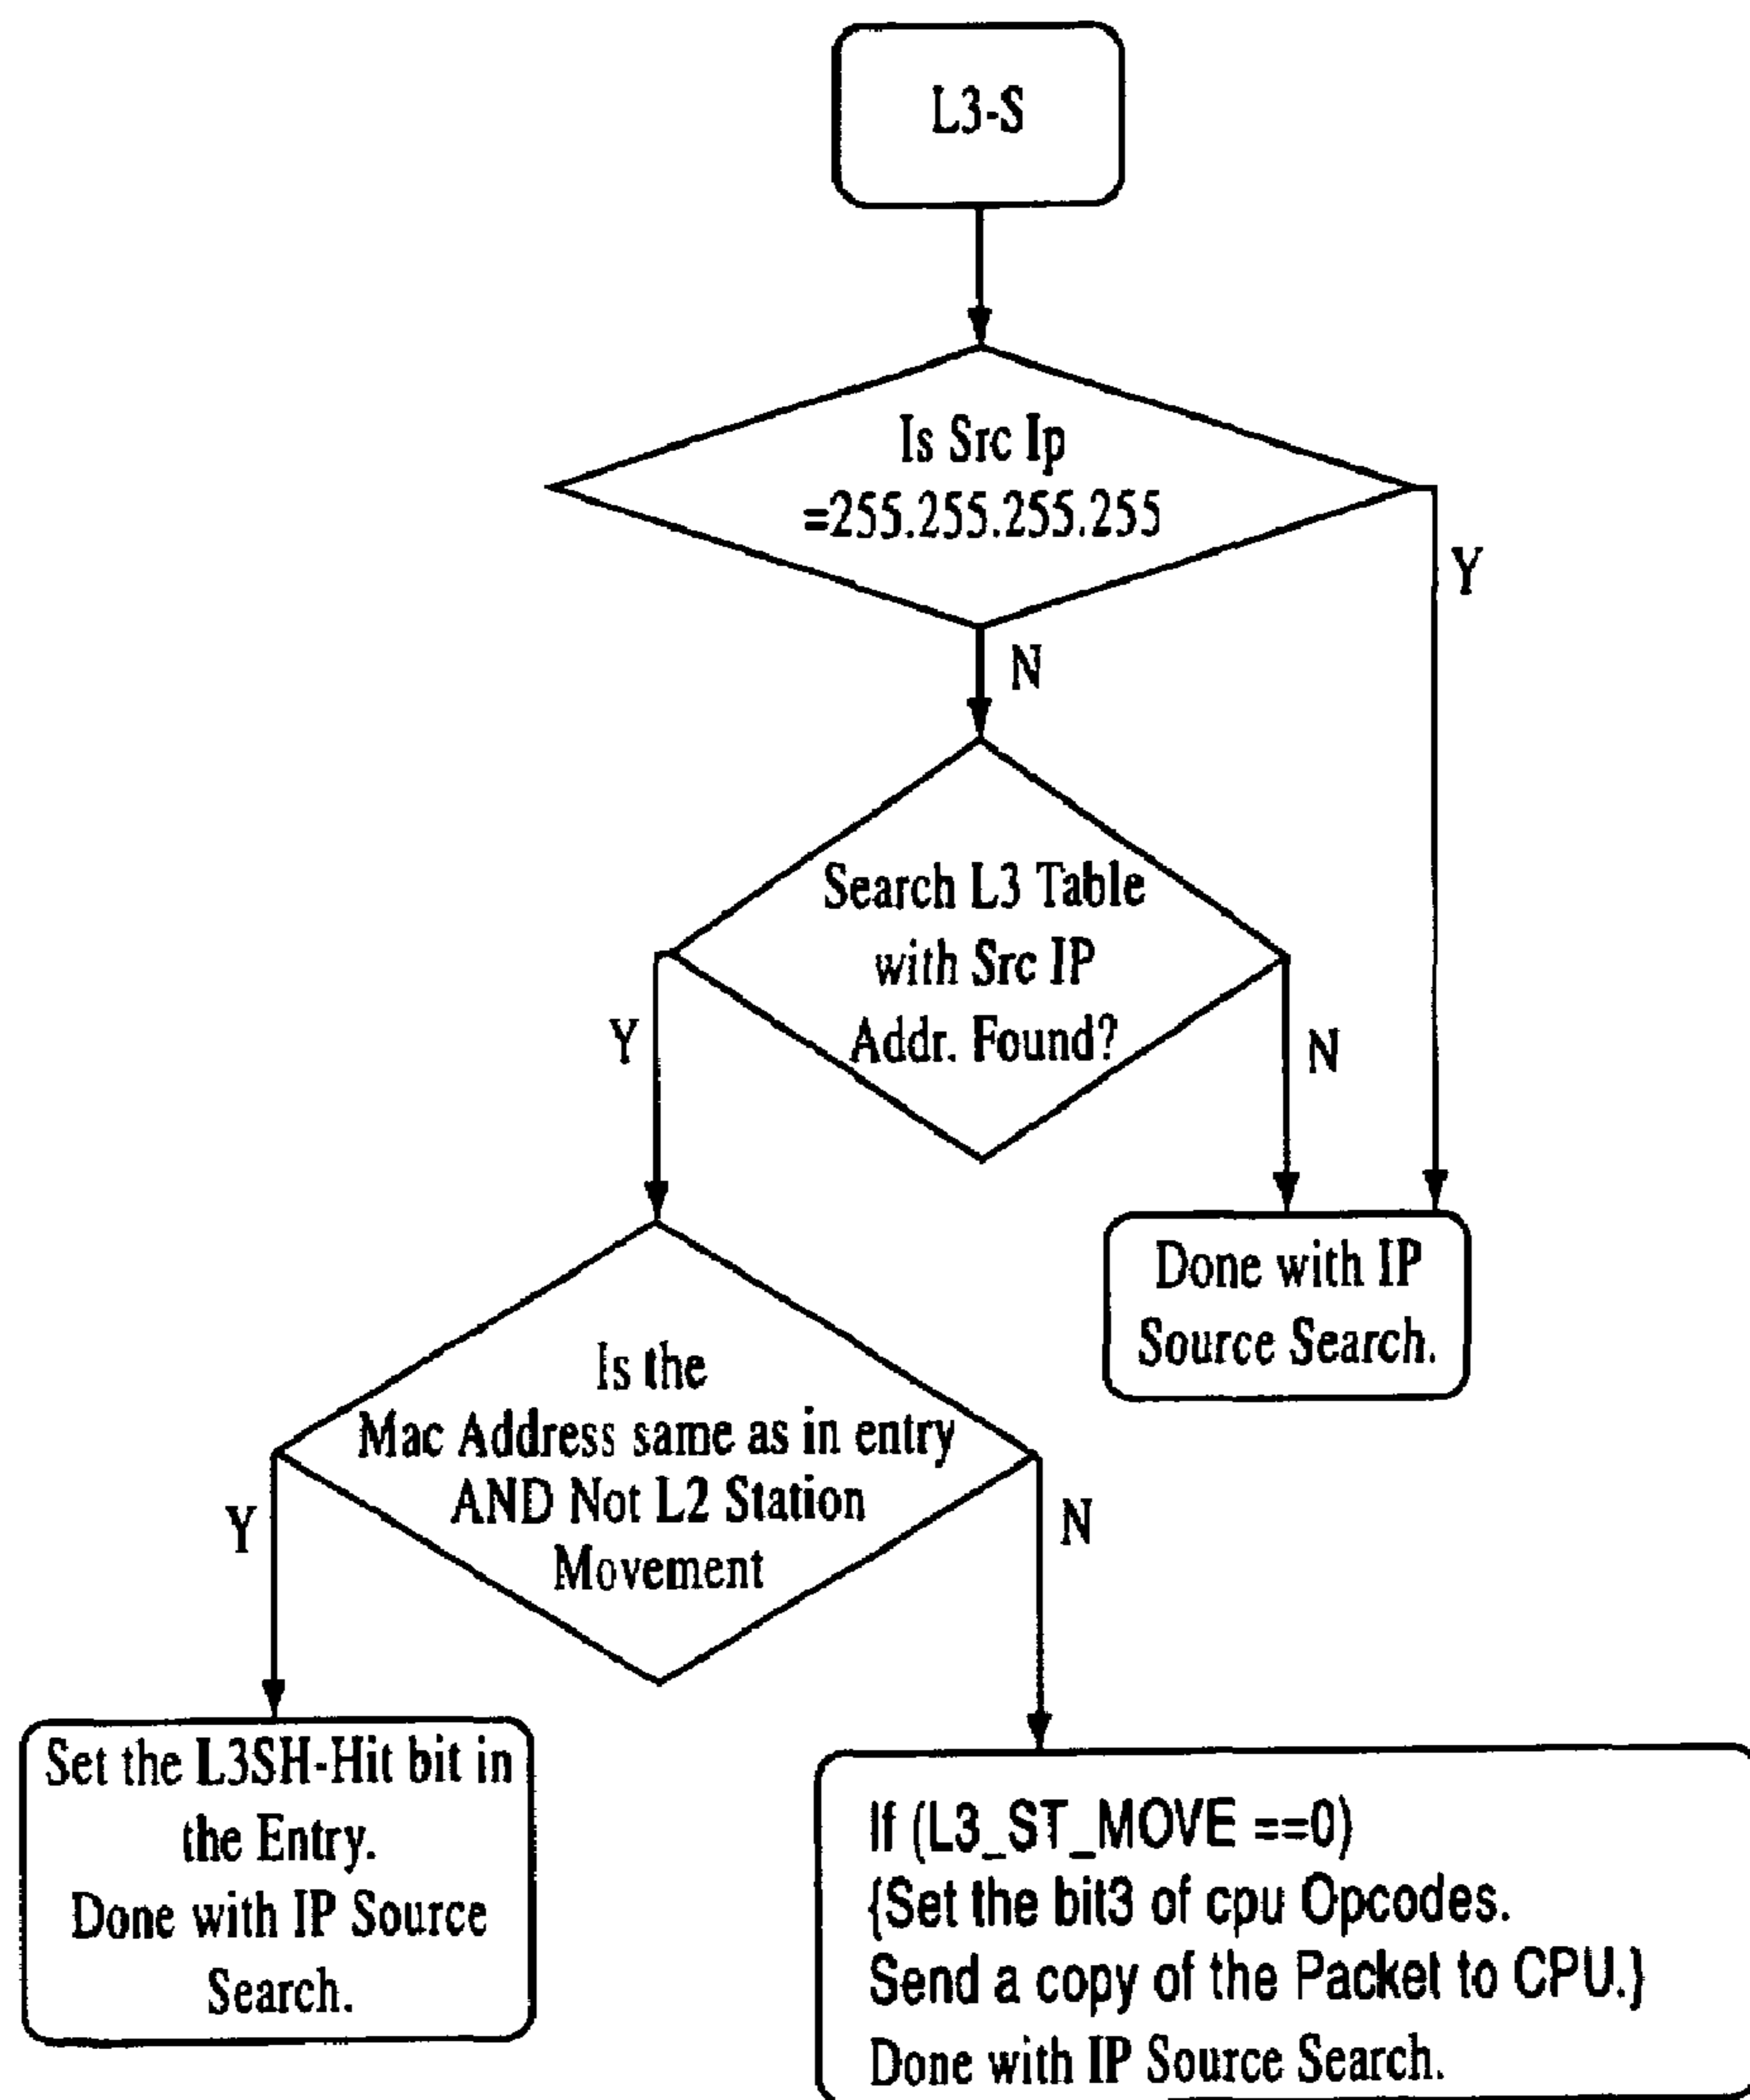 L3-S
Is Src Ip
=255.255.255.255
Y
N
Search L3 Table
with Src IP
Addr. Found?
Y
N
Done with IP
Source Search.
Is the
Mac Address same as in entry
AND Not L2 Station
Movement
Y
N
Set the L3SH-Hit bit in
the Entry.
Done with IP Source
Search.
If (L3_ST_MOVE ==0)
{Set the bit3 of cpu Opcodes.
Send a copy of the Packet to CPU.}
Done with IP Source Search.